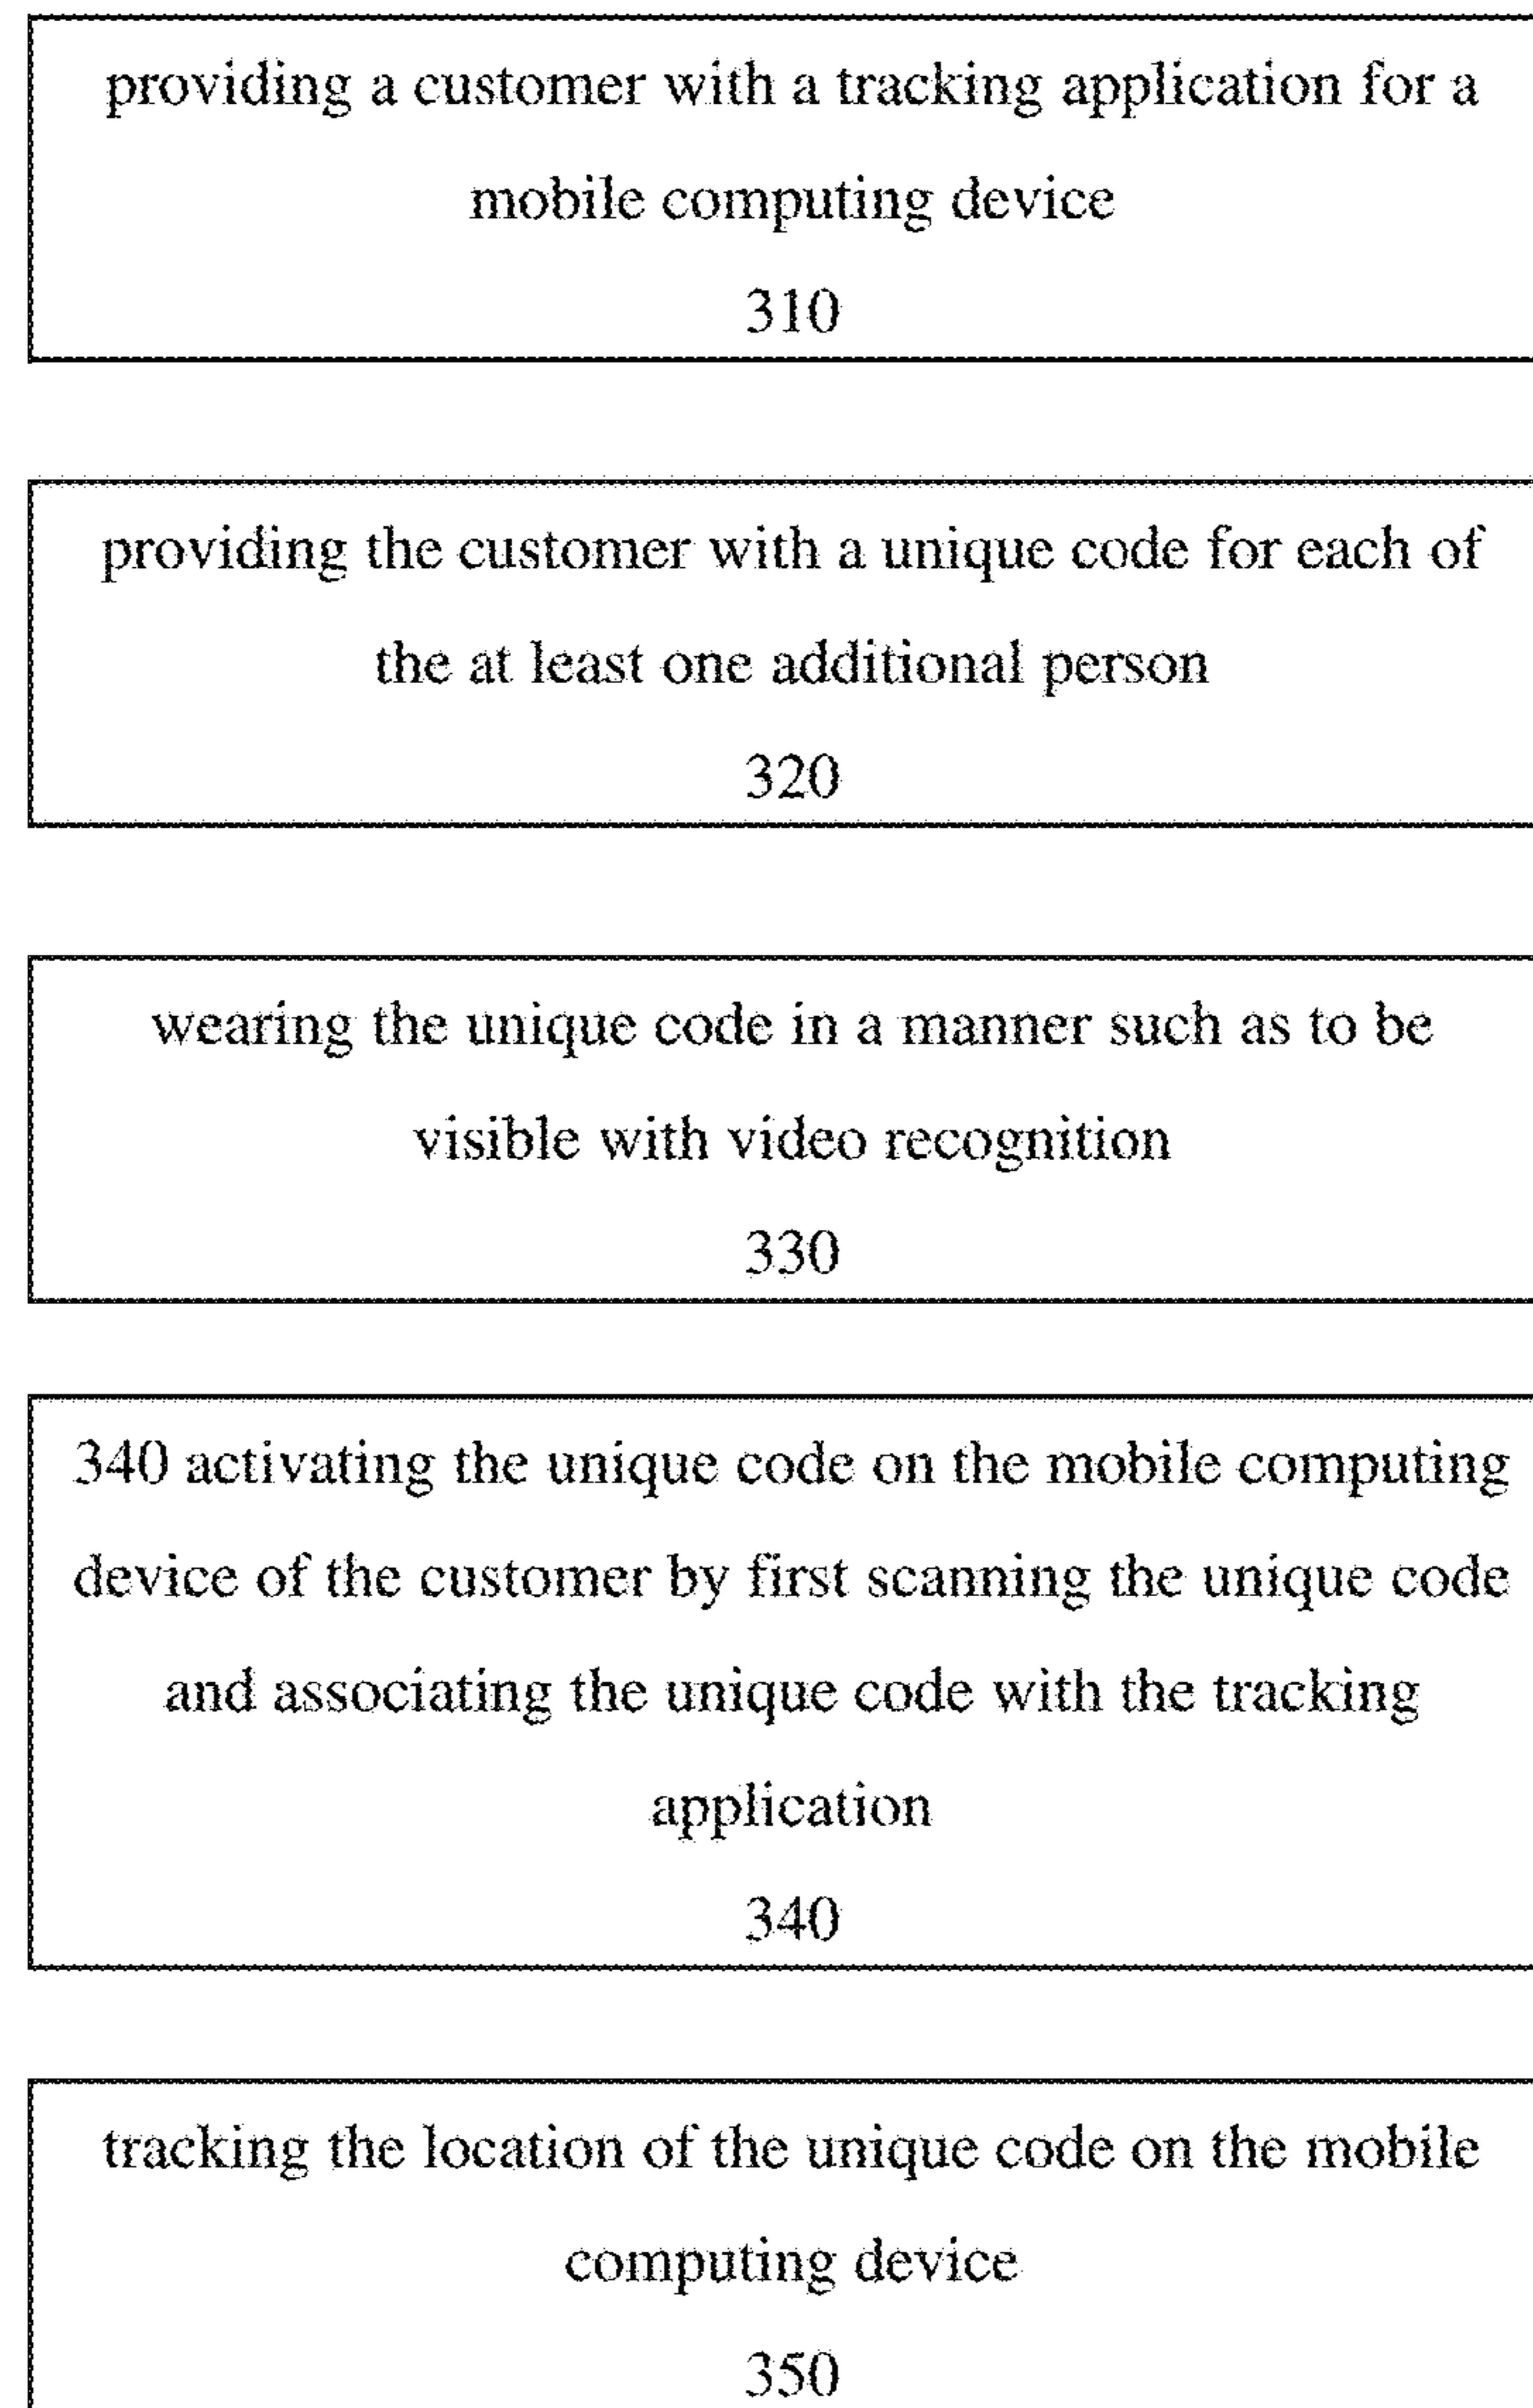 providing a customer with a tracking application for a
mobile computing device
310
providing the customer with a unique code for each of
the at least one additional person
320
wearing the unique code in a manner such as to be
visible with video recognition
330
340 activating the unique code on the mobile computing
device of the customer by first scanning the unique code
and associating the unique code with the tracking
application
340
tracking the location of the unique code on the mobile
computing device
350